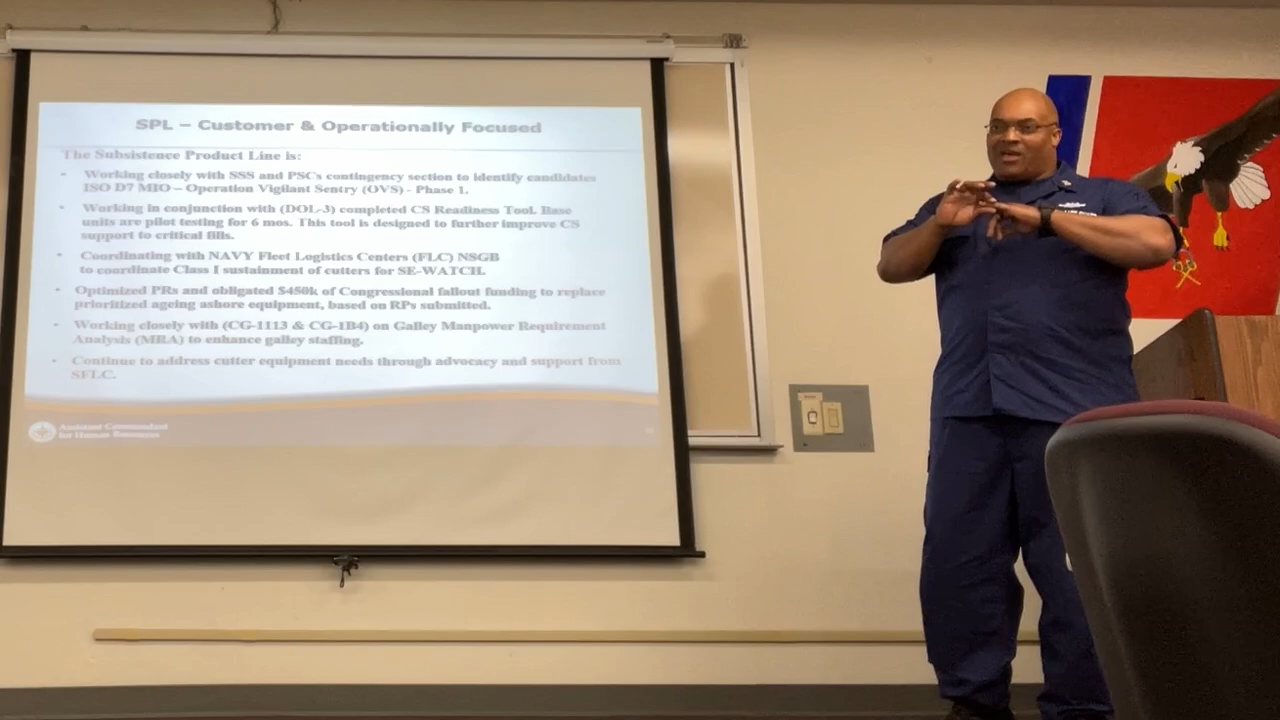 SPL – Customer & Operationally Focused
The Subsistence Product Line is:
• Working closely with SSS and PSC's contingency section to identify candidates
ISO D7 MIO – Operation Vigilant Sentry (OVS) - Phase 1.
• Working in conjunction with (DOL-3) completed CS Readiness Tool. Base
units are pilot testing for 6 mos. This tool is designed to further improve CS
support to critical fills.
• Coordinating with NAVY Fleet Logistics Centers (FLC) NSGB
to coordinate Class I sustainment of cutters for SE-WATCH.
• Optimized PRs and obligated $450k of Congressional fallout funding to replace
prioritized ageing ashore equipment, based on RPs submitted.
• Working closely with (CG-1113 & CG-1B4) on Galley Manpower Requirement
Analysis (MRA) to enhance galley staffing.
• Continue to address cutter equipment needs through advocacy and support from
SFLC.
Assistant Commandant
for Human Resources